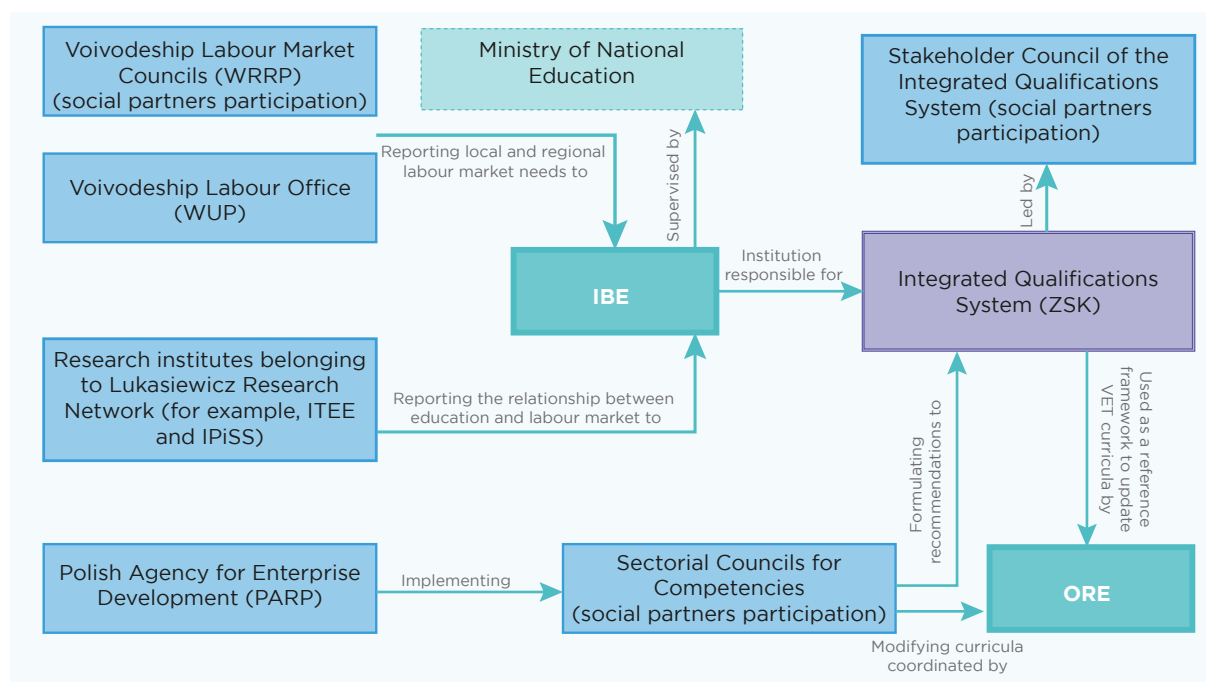 Voivodeship Labour Market
Councils (WRRP)
(social partners participation)
Ministry of National
Education
Stakeholder Council of the
Integrated Qualifications
System (social partners
participation)
Reporting local and regional
labour market needs to
Supervised by
Voivodeship Labour Office
(WUP)
Led by
IBE
Institution
responsible for
Integrated Qualifications
System (ZSK)
Research institutes belonging
to Lukasiewicz Research
Network (for example, ITEE
and IPiSS)
Reporting the relationship between
education and labour market to
Formulating
recommendations to
Used as a reference
framework to update
VET curricula by
Polish Agency for Enterprise
Development (PARP)
Implementing
Sectorial Councils for
Competencies
(social partners participation)
ORE
Modifying curricula
coordinated by